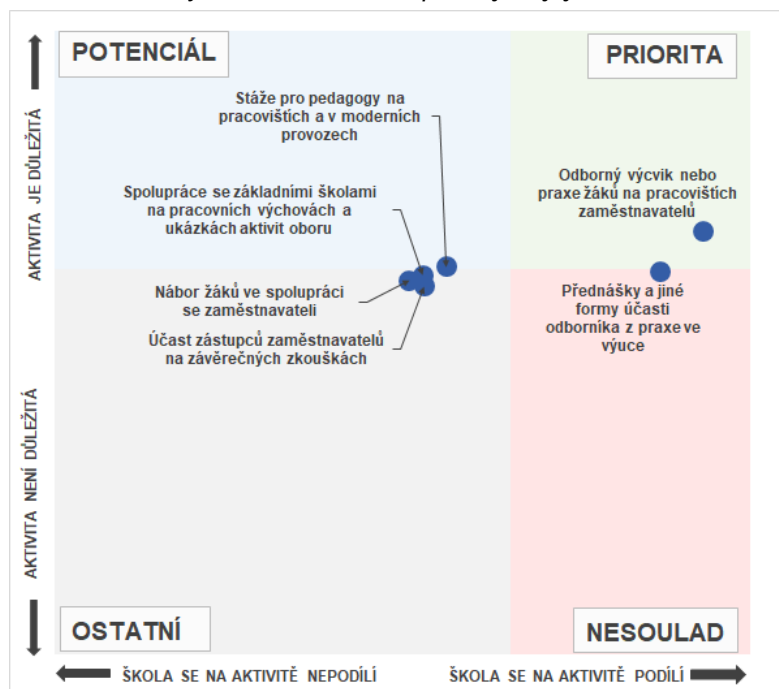 POTENCIÁL
PRIORITA
Stáže pro pedagogy na
pracovištích a v moderních
provozech
Odborný výcvik nebo
praxe žáků na pracovištích
zaměstnavatelů
Spolupráce se základními školami
na pracovních výchovách a
ukázkách aktivit oboru
Nábor žáků ve spolupráci
se zaměstnavateli
Přednášky a jiné
formy účasti
odborníka z praxe ve
výuce
Účast zástupců zaměstnavatelů
na závěrečných zkouškách
AKTIVITA JE DŮLEŽITÁ
AKTIVITA NENÍ DŮLEŽITÁ
OSTATNÍ
NESOULAD
ŠKOLA SE NA AKTIVITĚ NEPODÍLÍ
ŠKOLA SE NA AKTIVITĚ PODÍLÍ